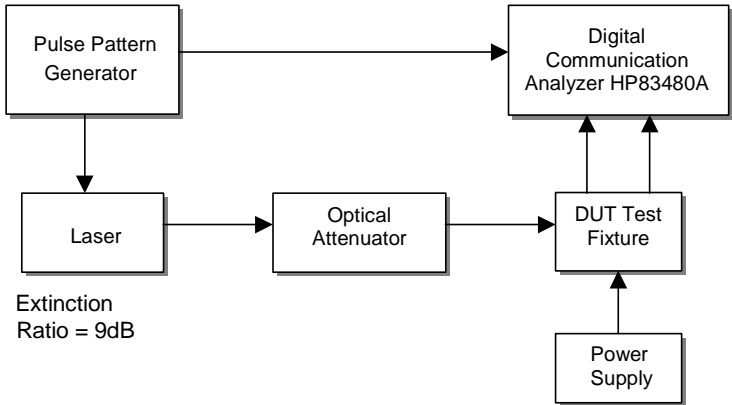 Pulse Pattern
Generator
Digital
Communication
Analyzer HP83480A
Laser
Optical
Attenuator
DUT Test
Fixture
Extinction
Ratio = 9dB
Power
Supply